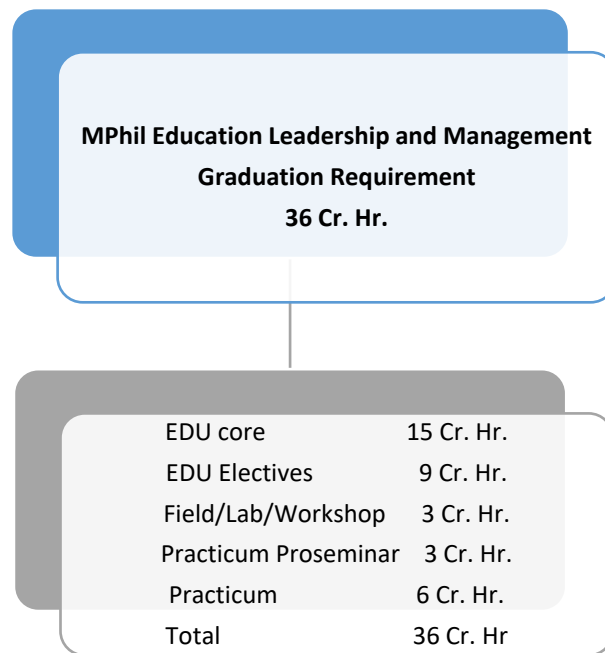 MPhil Education Leadership and Management
Graduation Requirement
36 Cr. Hr.
EDU core 15 Cr. Hr.
EDU Electives 9 Cr. Hr.
Field/Lab/Workshop 3 Cr. Hr.
Practicum Proseminar 3 Cr. Hr.
Practicum 6 Cr. Hr.
Total 36 Cr. Hr